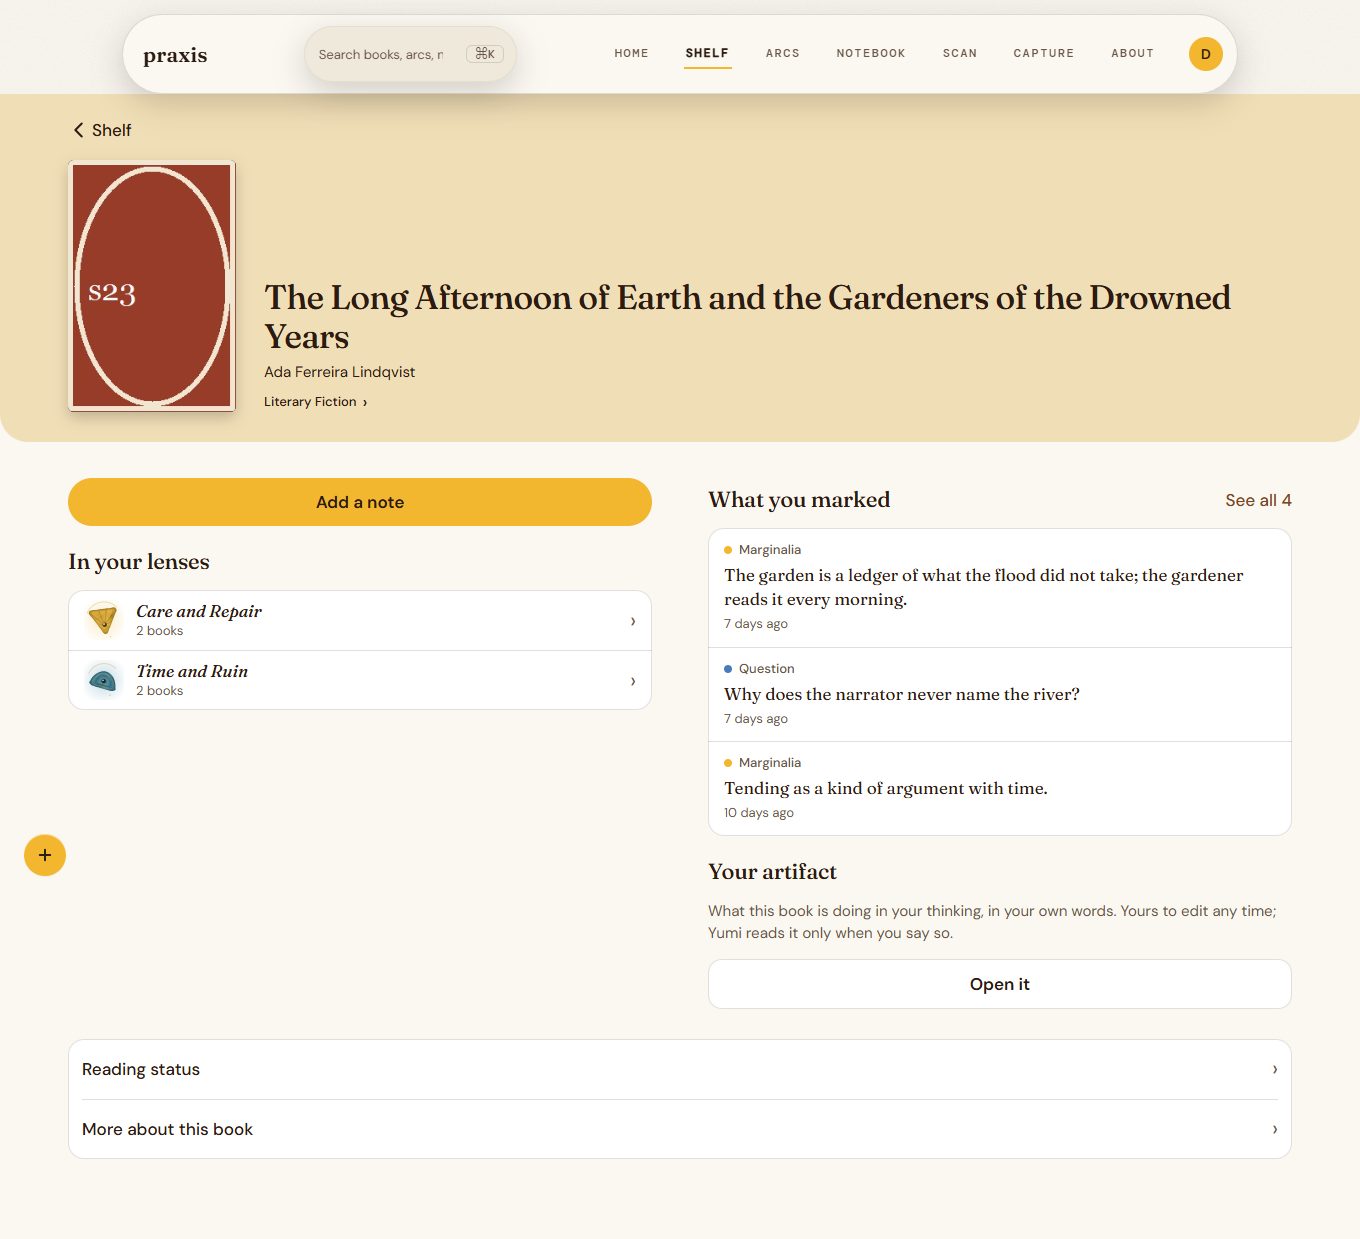 praxis
Search books, arcs, n
⌘K
HOME
SHELF
ARCS
NOTEBOOK
SCAN
CAPTURE
ABOUT
D
Shelf
s23
The Long Afternoon of Earth and the Gardeners of the Drowned
Years
Ada Ferreira Lindqvist
Literary Fiction ›
Add a note
In your lenses
Care and Repair
2 books
Time and Ruin
2 books
What you marked
See all 4
Marginalia
The garden is a ledger of what the flood did not take; the gardener
reads it every morning.
7 days ago
Question
Why does the narrator never name the river?
7 days ago
Marginalia
Tending as a kind of argument with time.
10 days ago
+
Your artifact
What this book is doing in your thinking, in your own words. Yours to edit any time;
Yumi reads it only when you say so.
Open it
Reading status
More about this book